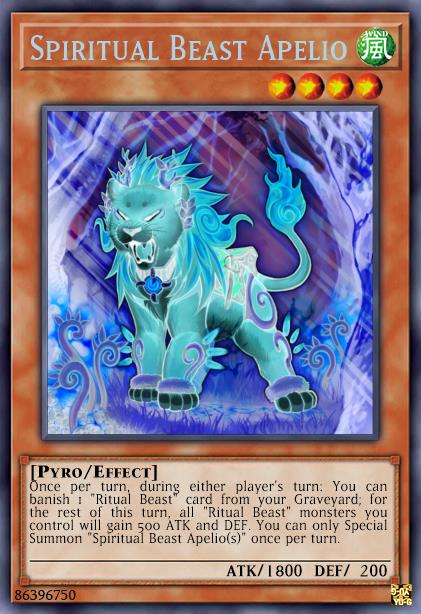 SPIRITUAL BEAST APELIO
WIND
風
[PYRO/EFFECT]
Once per turn, during either player's turn: You can
banish 1 "Ritual Beast" card from your Graveyard; for
the rest of this turn, all "Ritual Beast" monsters you
control will gain 500 ATK and DEF. You can only Special
Summon "Spiritual Beast Apelio(s)" once per turn.
ATK/1800 DEF/ 200
86396750